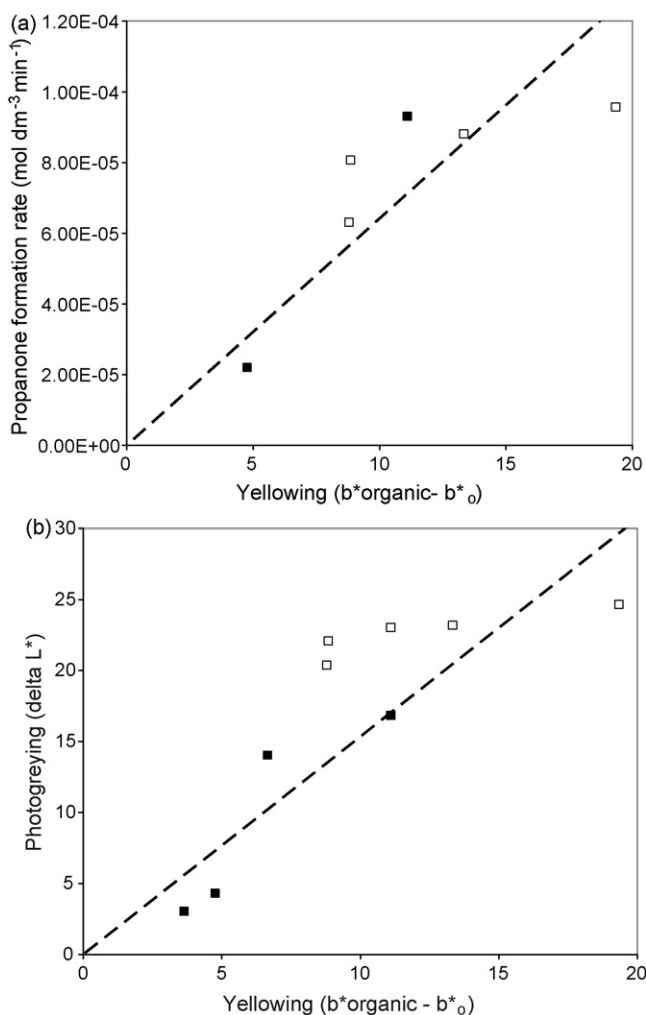 (a)
1.20E-04
1.00E-04
8.00E-05
6.00E-05
4.00E-05
2.00E-05
0.00E+00
Propanone formation rate (mol dm⁻³min⁻¹)
0 5 10 15 20
Yellowing (b*organic- b*ₒ)
(b)
30
25
20
15
10
5
0
Photogreying (delta L*)
0 5 10 15 20
Yellowing (b*organic - b*ₒ)